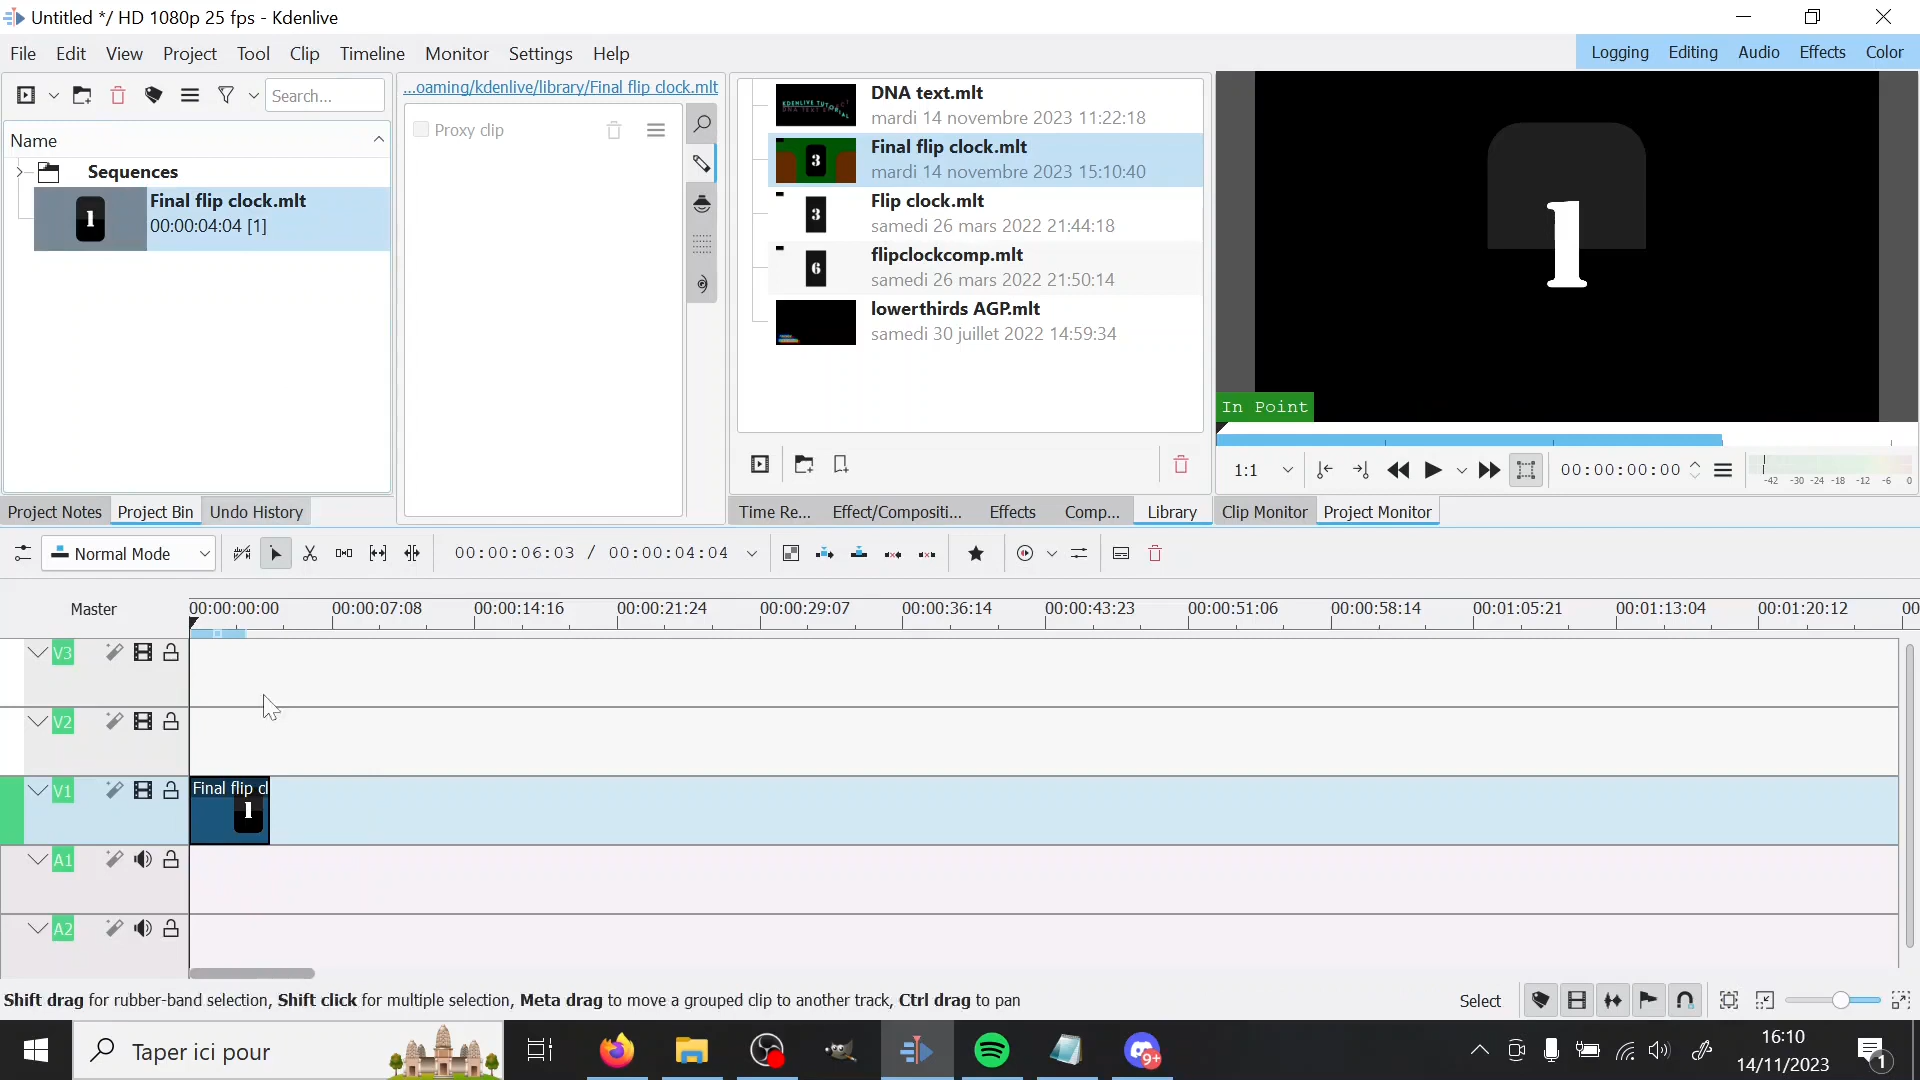 Untitled */ HD 1080p 25 fps - Kdenlive
File Edit View Project Tool Clip Timeline Monitor Settings Help
Logging Editing Audio Effects Color
Search...
Name
Sequences
Final flip clock.mlt
00:00:04:04 [1]
Project Notes Project Bin Undo History
...oaming/kdenlive/library/Final flip clock.mlt
Proxy clip
DNA text.mlt
mardi 14 novembre 2023 11:22:18
3
Final flip clock.mlt
mardi 14 novembre 2023 15:10:40
3
Flip clock.mlt
samedi 26 mars 2022 21:44:18
6
flipclockcomp.mlt
samedi 26 mars 2022 21:50:14
lowerthirds AGP.mlt
samedi 30 juillet 2022 14:59:34
Time Re... Effect/Compositi... Effects Comp... Library
1
In Point
1:1 00:00:00:00 -42 -30 -24 -18 -12 -6 0
Clip Monitor Project Monitor
Normal Mode 00:00:06:03 / 00:00:04:04
Master 00:00:00:00 00:00:07:08 00:00:14:16 00:00:21:24 00:00:29:07 00:00:36:14 00:00:43:23 00:00:51:06 00:00:58:14 00:01:05:21 00:01:13:04 00:01:20:12 00
V3
V2
V1 Final flip cl
1
A1
A2
Shift drag for rubber-band selection, Shift click for multiple selection, Meta drag to move a grouped clip to another track, Ctrl drag to pan
Select
Taper ici pour
9+
16:10
14/11/2023
1